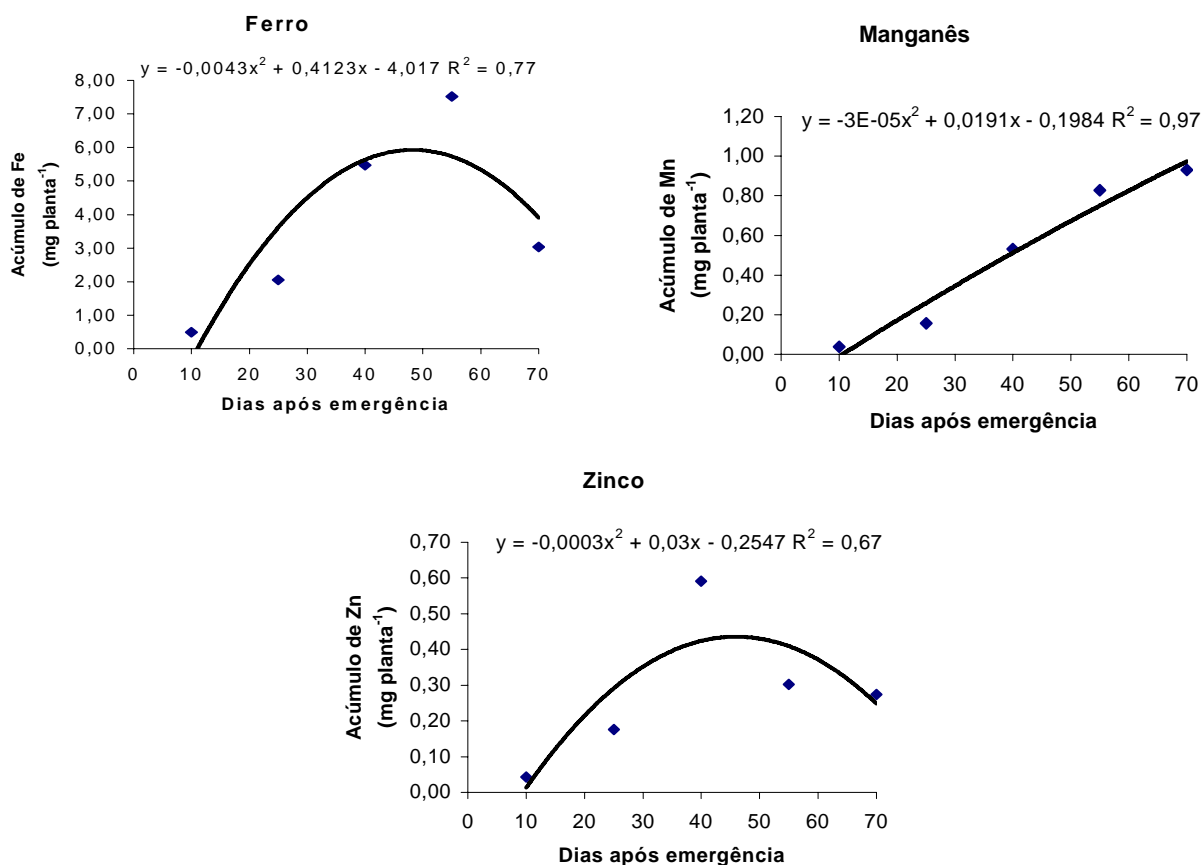 Ferro
y = -0,0043x² + 0,4123x - 4,017 R² = 0,77
Acúmulo de Fe
(mg planta⁻¹)
8,00
7,00
6,00
5,00
4,00
3,00
2,00
1,00
0,00
0 10 20 30 40 50 60 70
Dias após emergência
Manganês
y = -3E-05x² + 0,0191x - 0,1984 R² = 0,97
Acúmulo de Mn
(mg planta⁻¹)
1,20
1,00
0,80
0,60
0,40
0,20
0,00
0 10 20 30 40 50 60 70
Dias após emergência
Zinco
y = -0,0003x² + 0,03x - 0,2547 R² = 0,67
Acúmulo de Zn
(mg planta⁻¹)
0,70
0,60
0,50
0,40
0,30
0,20
0,10
0,00
0 10 20 30 40 50 60 70
Dias após emergência